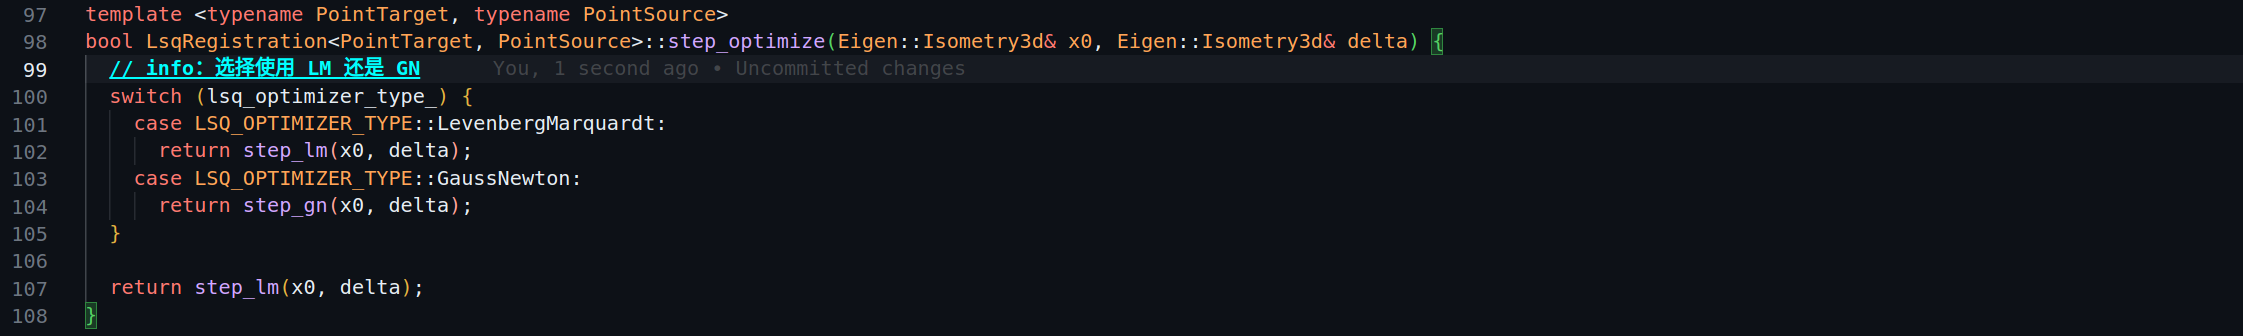 97 template <typename PointTarget, typename PointSource>
98 bool LsqRegistration<PointTarget, PointSource>::step_optimize(Eigen::Isometry3d& x0, Eigen::Isometry3d& delta) {
99 // info: 选择使用 LM 还是 GN You, 1 second ago • Uncommitted changes
100 switch (lsq_optimizer_type_) {
101 case LSQ_OPTIMIZER_TYPE::LevenbergMarquardt:
102 return step_lm(x0, delta);
103 case LSQ_OPTIMIZER_TYPE::GaussNewton:
104 return step_gn(x0, delta);
105 }
106
107 return step_lm(x0, delta);
108 }